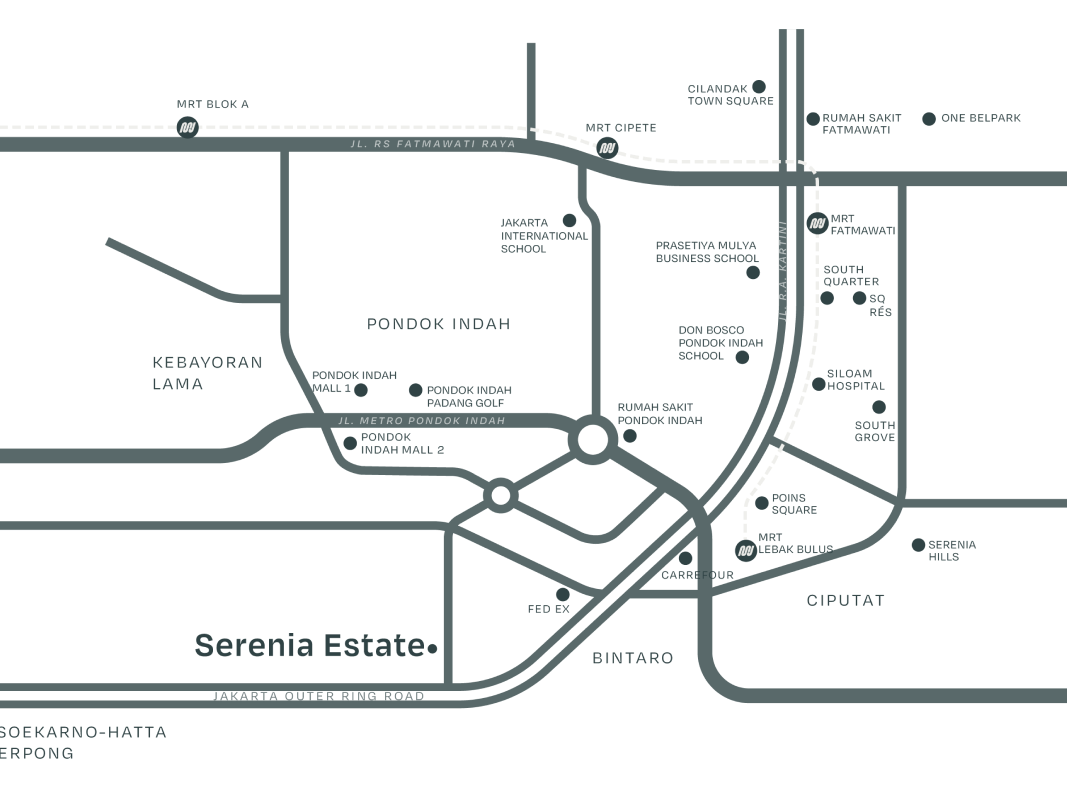 CILANDAK
TOWN SQUARE
MRT BLOK A
RUMAH SAKIT
FATMAWATI
ONE BELPARK
MRT CIPETE
JL. RS FATMAWATI RAYA
JAKARTA
INTERNATIONAL
SCHOOL
MRT
FATMAWATI
PRASETIYA MULYA
BUSINESS SCHOOL
JL. R.A. KARTINI
SOUTH
QUARTER
SQ
RÉS
PONDOK INDAH
DON BOSCO
PONDOK INDAH
SCHOOL
KEBAYORAN
LAMA
PONDOK INDAH
MALL 1
PONDOK INDAH
PADANG GOLF
SILOAM
HOSPITAL
RUMAH SAKIT
PONDOK INDAH
JL. METRO PONDOK INDAH
SOUTH
GROVE
PONDOK
INDAH MALL 2
POINS
SQUARE
MRT
LEBAK BULUS
SERENIA
HILLS
CARREFOUR
FED EX
CIPUTAT
Serenia Estate
BINTARO
JAKARTA OUTER RING ROAD
SOEKARNO-HATTA
ERPONG